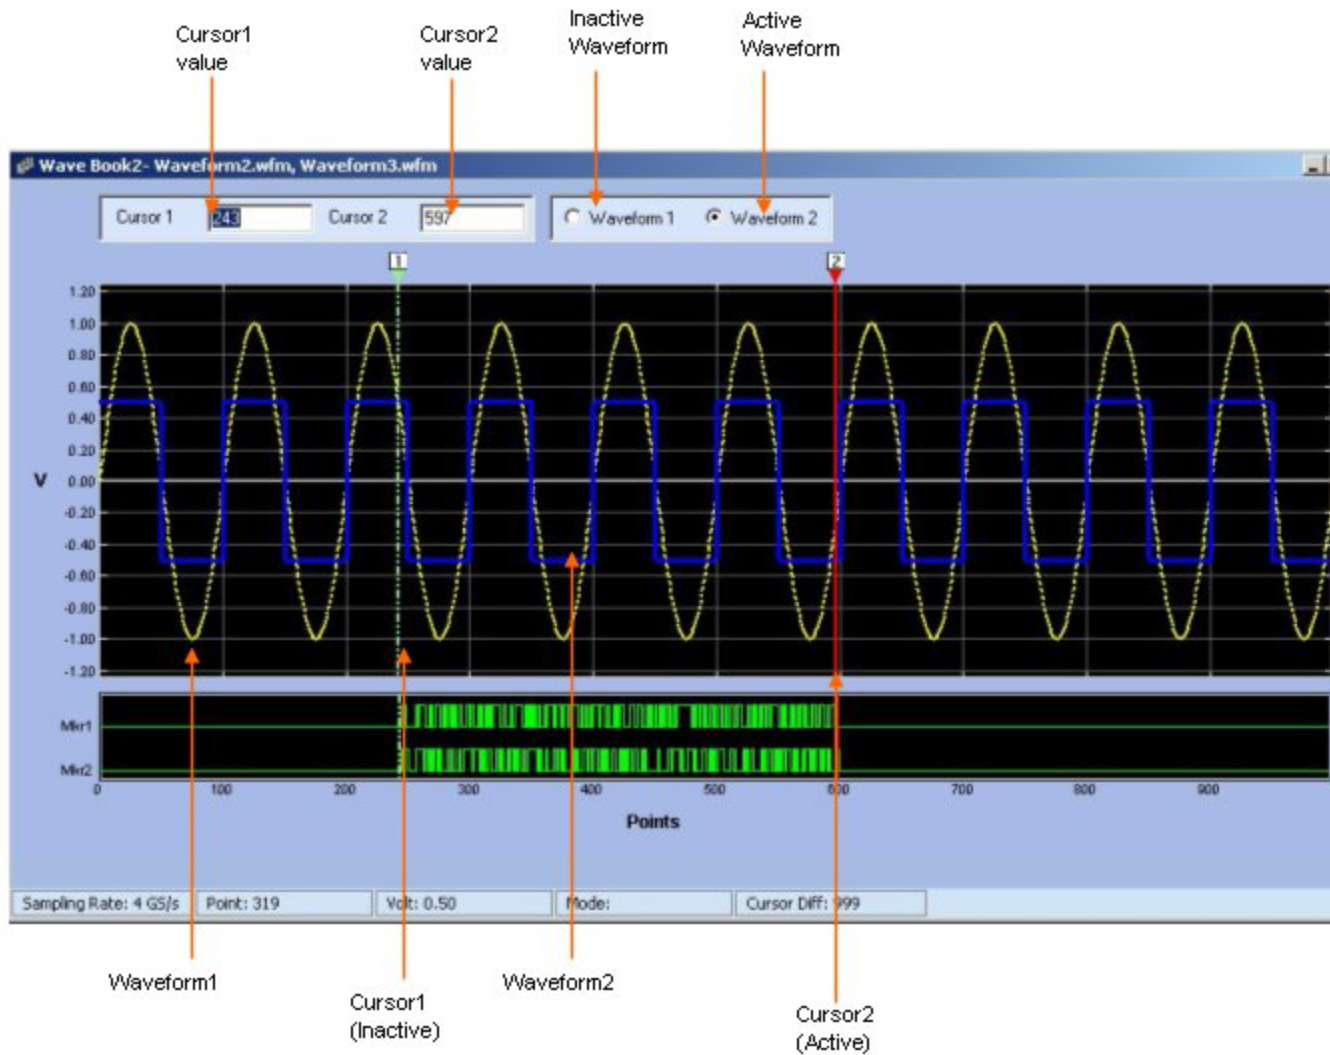 Cursor1
value
Cursor2
value
Inactive
Waveform
Active
Waveform
Wave Book2- Waveform2.wfm, Waveform3.wfm
Cursor 1 243 Cursor 2 597 Waveform 1 Waveform 2
1 2
1.20
1.00
0.80
0.60
0.40
0.20
V 0.00
-0.20
-0.40
-0.60
-0.80
-1.00
-1.20
Mkr1
Mkr2
0 100 200 300 400 500 600 700 800 900
Points
Sampling Rate: 4 GS/s Point: 319 Volt: 0.50 Mode: Cursor Diff: 999
Waveform1
Cursor1
(Inactive)
Waveform2
Cursor2
(Active)